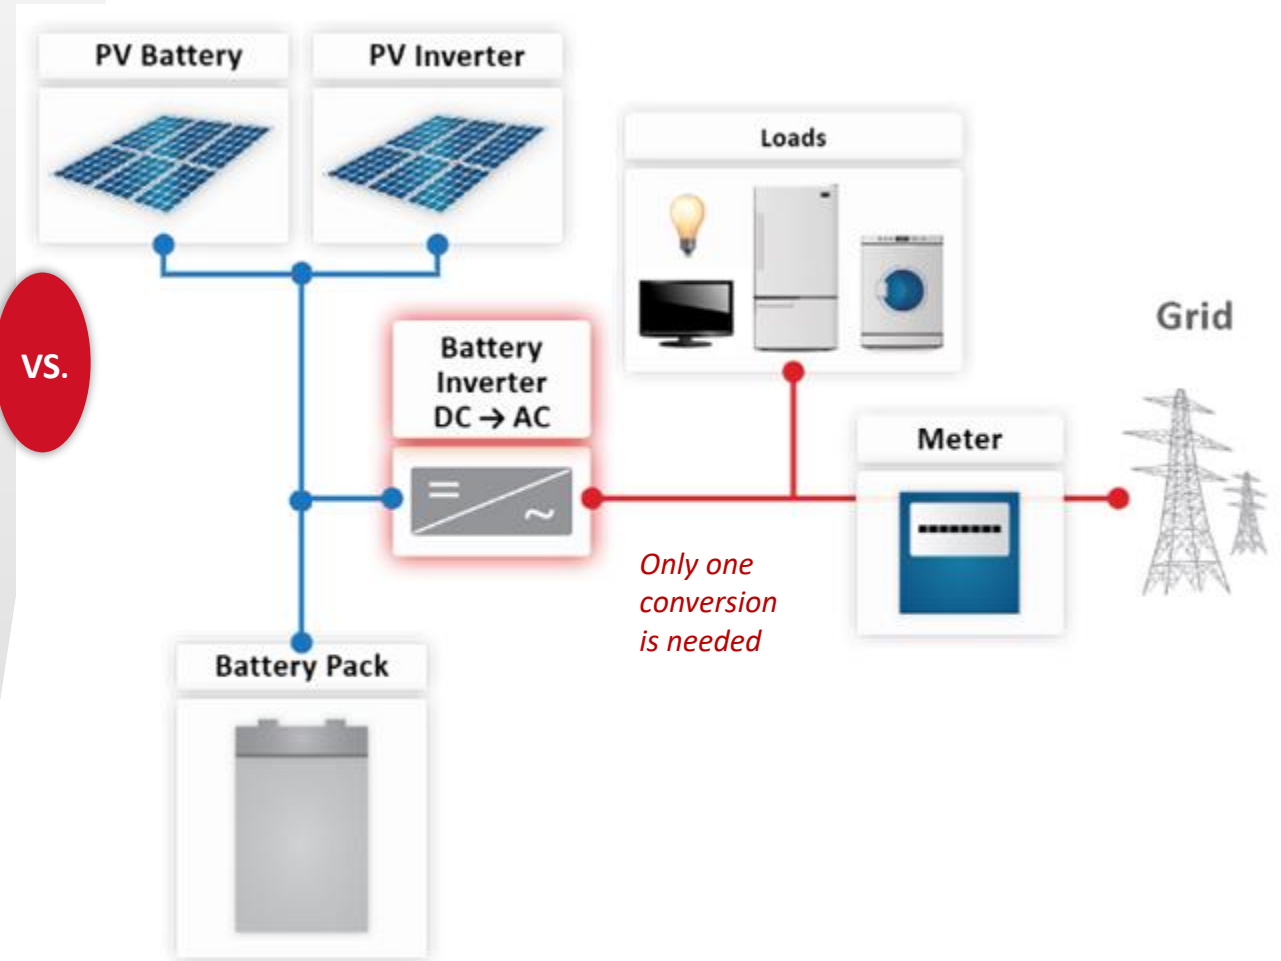 PV Battery
PV Inverter
Loads
VS.
Battery
Inverter
DC → AC
Grid
Meter
Only one
conversion
is needed
Battery Pack